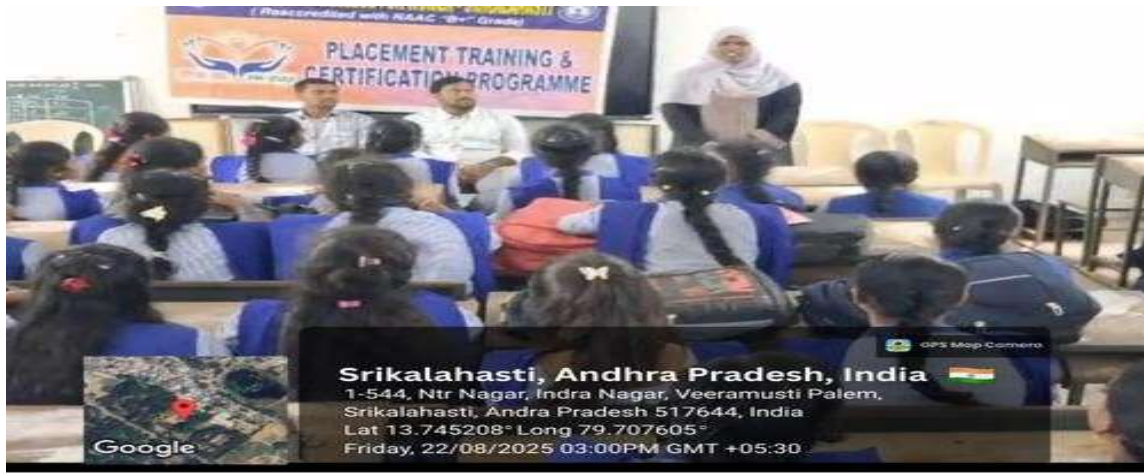 ( Reaccredited with NAAC "B+" Grade)
PLACEMENT TRAINING &
CERTIFICATION PROGRAMME
GPS Map Camera
Srikalahasti, Andhra Pradesh, India
1-544, Ntr Nagar, Indra Nagar, Veeramusti Palem,
Srikalahasti, Andra Pradesh 517644, India
Lat 13.745208° Long 79.707605°
Friday, 22/08/2025 03:00PM GMT +05:30
Google